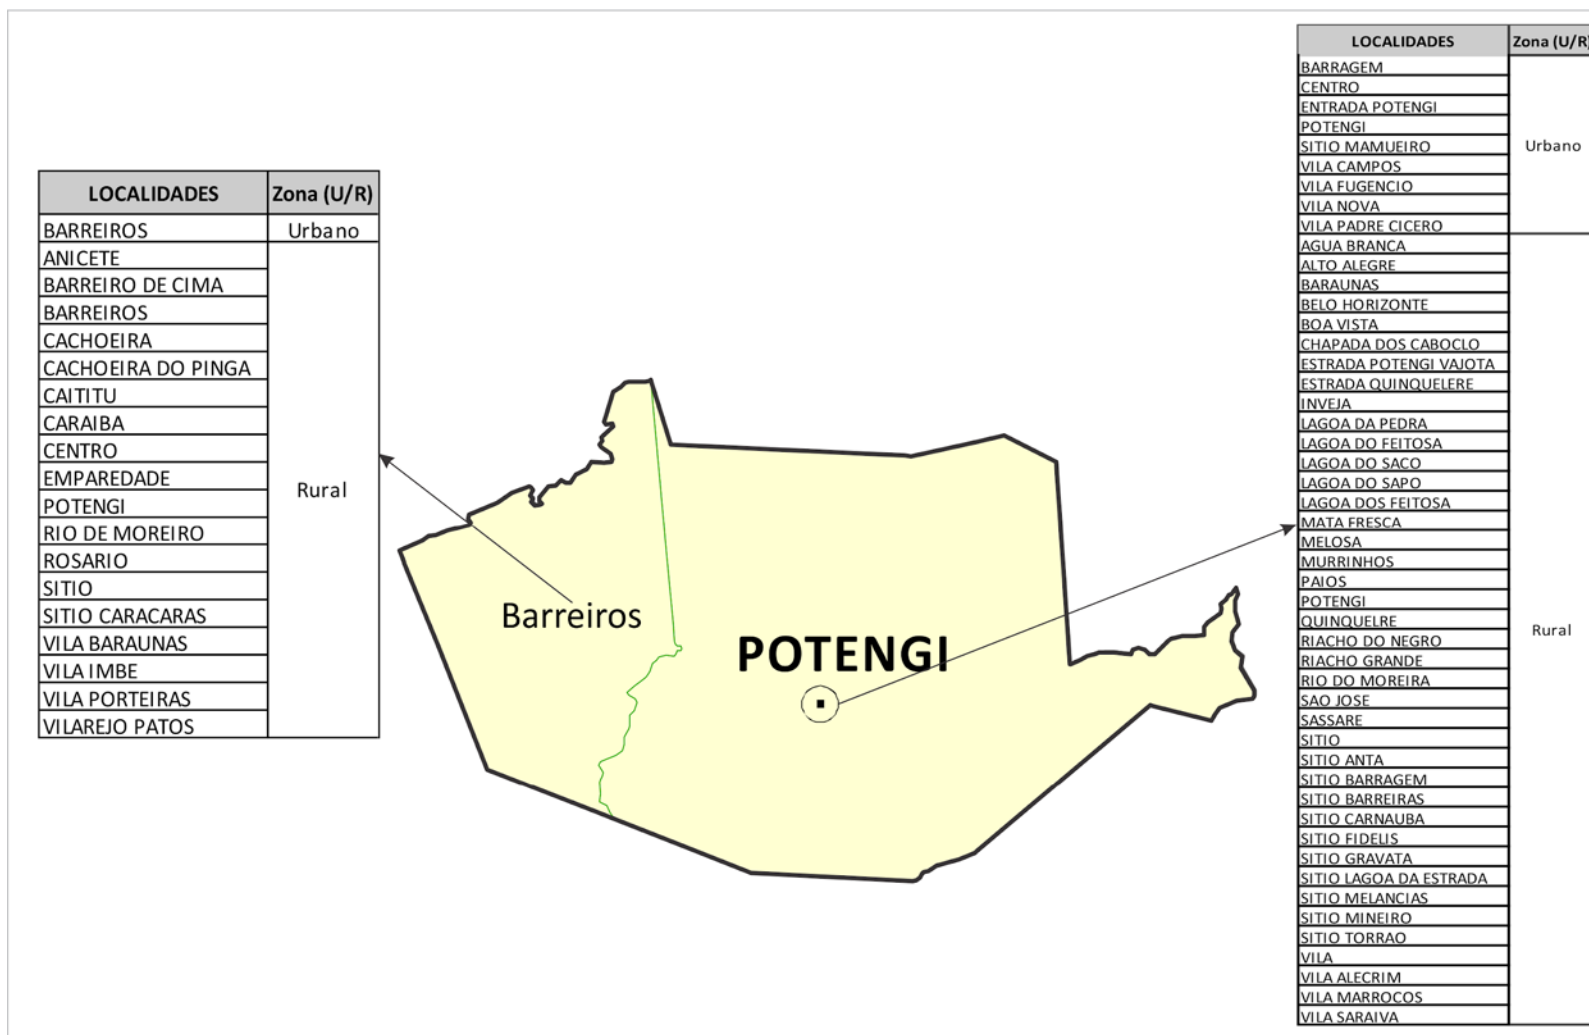 LOCALIDADES Zona (U/R)
BARREIROS Urbano
ANICETE
BARREIRO DE CIMA
BARREIROS
CACHOEIRA
CACHOEIRA DO PINGA
CAITITU
CARAIBA
CENTRO
EMPAREDADE
Rural
POTENGI
RIO DE MOREIRO
ROSARIO
SITIO
SITIO CARACARAS
VILA BARAUNAS
VILA IMBE
VILA PORTEIRAS
VILAREJO PATOS
Barreiros
POTENGI
LOCALIDADES Zona (U/R)
BARRAGEM
CENTRO
ENTRADA POTENGI
POTENGI
SITIO MAMUEIRO Urbano
VILA CAMPOS
VILA FUGENCIO
VILA NOVA
VILA PADRE CICERO
AGUA BRANCA
ALTO ALEGRE
BARAUNAS
BELO HORIZONTE
BOA VISTA
CHAPADA DOS CABOCLO
ESTRADA POTENGI VAJOTA
ESTRADA QUINQUELERE
INVEJA
LAGOA DA PEDRA
LAGOA DO FEITOSA
LAGOA DO SACO
LAGOA DO SAPO
LAGOA DOS FEITOSA
MATA FRESCA
MELOSA
MURRINHOS
PAIOS
POTENGI
QUINQUELRE
Rural
RIACHO DO NEGRO
RIACHO GRANDE
RIO DO MOREIRA
SAO JOSE
SASSARE
SITIO
SITIO ANTA
SITIO BARRAGEM
SITIO BARREIRAS
SITIO CARNAUBA
SITIO FIDELIS
SITIO GRAVATA
SITIO LAGOA DA ESTRADA
SITIO MELANCIAS
SITIO MINEIRO
SITIO TORRAO
VILA
VILA ALECRIM
VILA MARROCOS
VILA SARAIVA